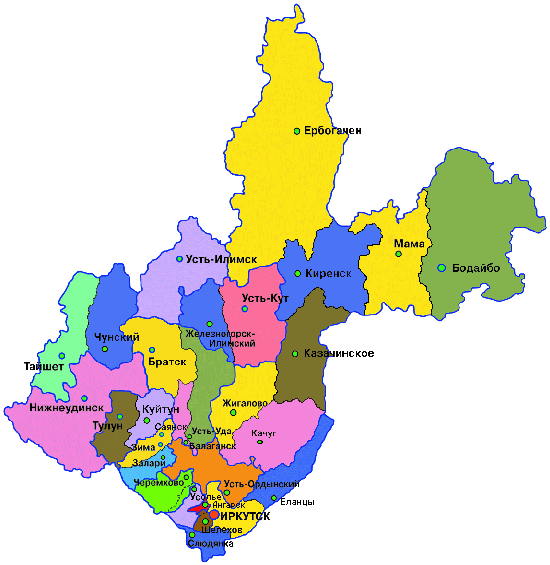 Ербогачен
Мама
Усть-Илимск
Бодайбо
Киренск
Усть-Кут
Чунский
Железногорск-
Илимский
Казачинское
Братск
Тайшет
Жигалово
Нижнеудинск
Куйтун
Тулун
Саянск
Усть-Уда
Качуг
Зима
Балаганск
Залари
Черемхово
Усть-Ордынский
Усолье
Еланцы
Ангарск
ИРКУТСК
Шелехов
Слюдянка